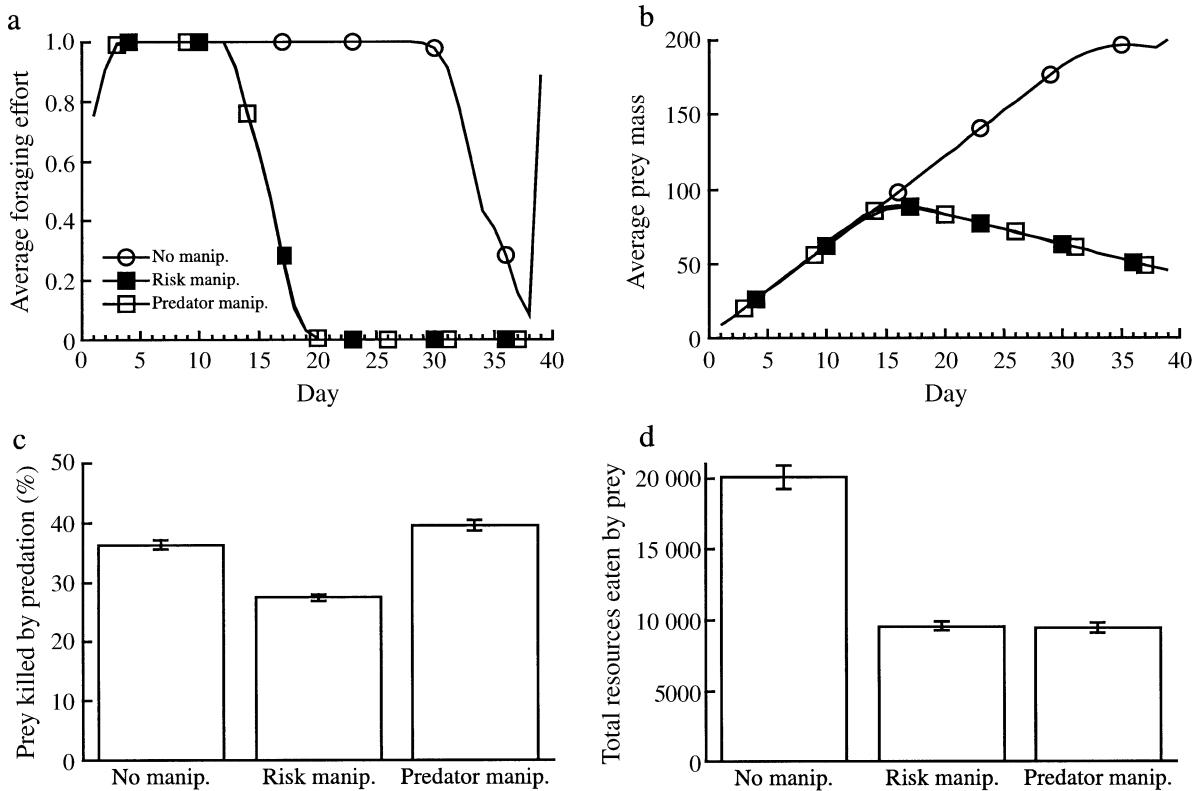 a
Average foraging effort
1.0
0.8
0.6
0.4
0.2
0
No manip.
Risk manip.
Predator manip.
0 5 10 15 20 25 30 35 40
Day
b
Average prey mass
200
150
100
50
0
0 5 10 15 20 25 30 35 40
Day
c
Prey killed by predation (%)
50
40
30
20
10
0
No manip. Risk manip. Predator manip.
d
Total resources eaten by prey
20 000
15 000
10 000
5000
0
No manip. Risk manip. Predator manip.